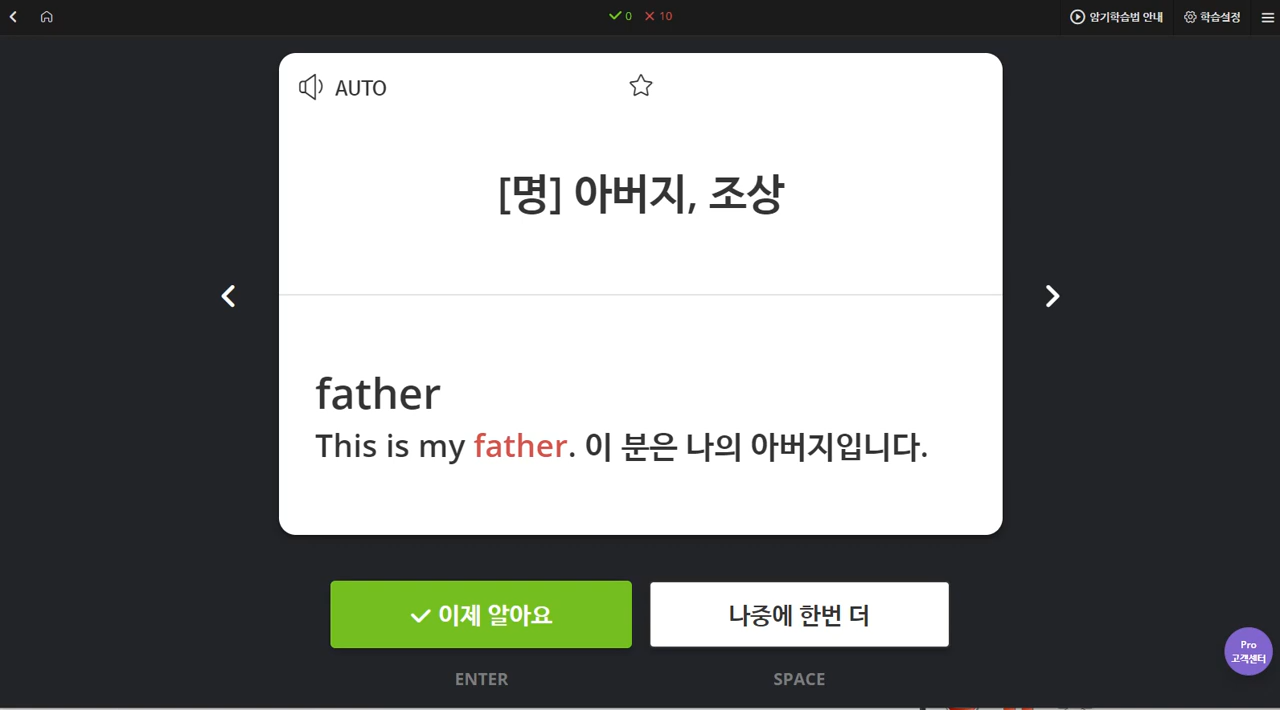 0 10
암기학습법 안내
학습설정
AUTO
[명] 아버지, 조상
father
This is my father. 이 분은 나의 아버지입니다.
이제 알아요
나중에 한번 더
ENTER
SPACE
Pro
고객센터